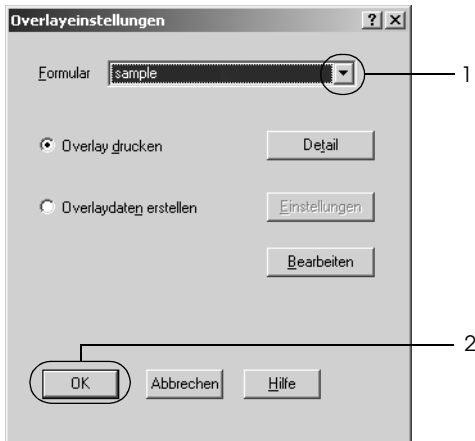 Overlayeinstellungen ? ×
Formular sample 1
Overlay drucken Detail
Overlaydaten erstellen Einstellungen
Bearbeiten
2
OK Abbrechen Hilfe